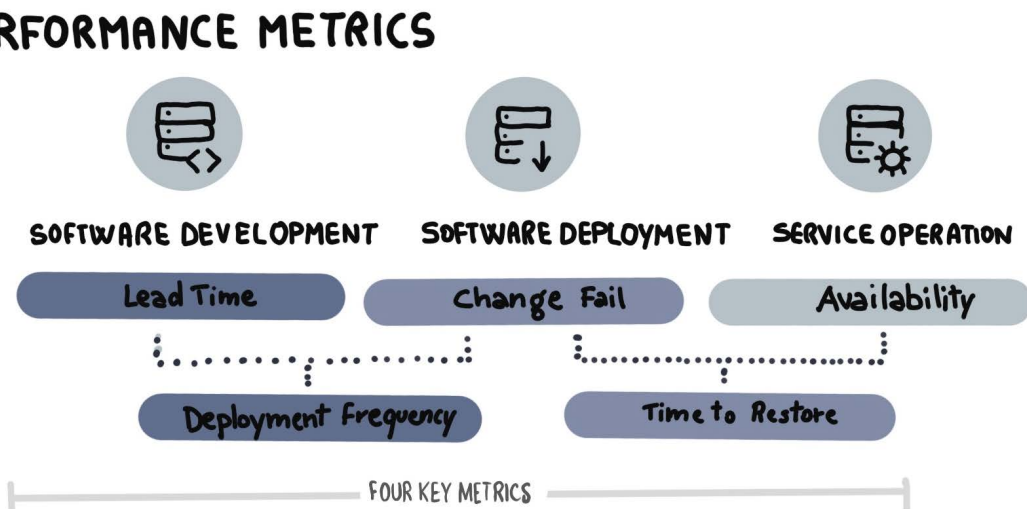 RFORMANCE METRICS
SOFTWARE DEVELOPMENT SOFTWARE DEPLOYMENT SERVICE OPERATION
Lead Time Change Fail Availability
Deployment Frequency Time to Restore
FOUR KEY METRICS